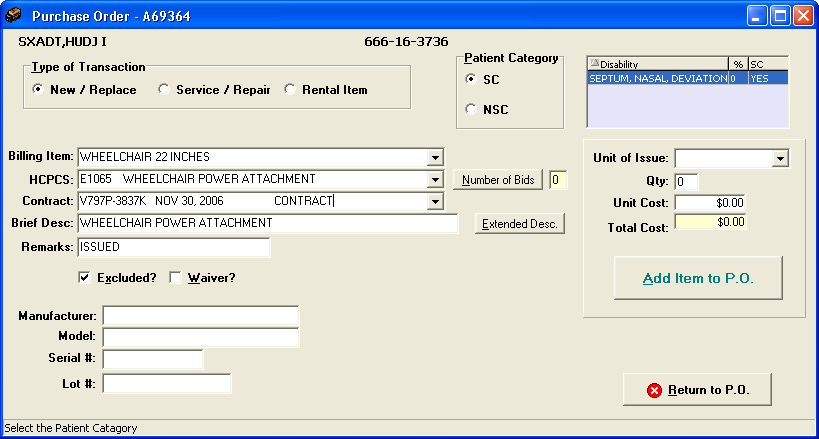 Purchase Order - A69364
SXADT,HUDJ I 666-16-3736
Type of Transaction
New / Replace Service / Repair Rental Item
Patient Category
SC
NSC
Disability % SC
SEPTUM, NASAL, DEVIATION 0 YES
Billing Item: WHEELCHAIR 22 INCHES
HCPCS: E1065 WHEELCHAIR POWER ATTACHMENT
Number of Bids 0
Contract: V797P-3837K NOV 30, 2006 CONTRACT
Brief Desc: WHEELCHAIR POWER ATTACHMENT
Extended Desc.
Remarks: ISSUED
Excluded? Waiver?
Unit of Issue:
Qty: 0
Unit Cost: $0.00
Total Cost: $0.00
Add Item to P.O.
Manufacturer:
Model:
Serial #:
Lot #:
Return to P.O.
Select the Patient Catagory